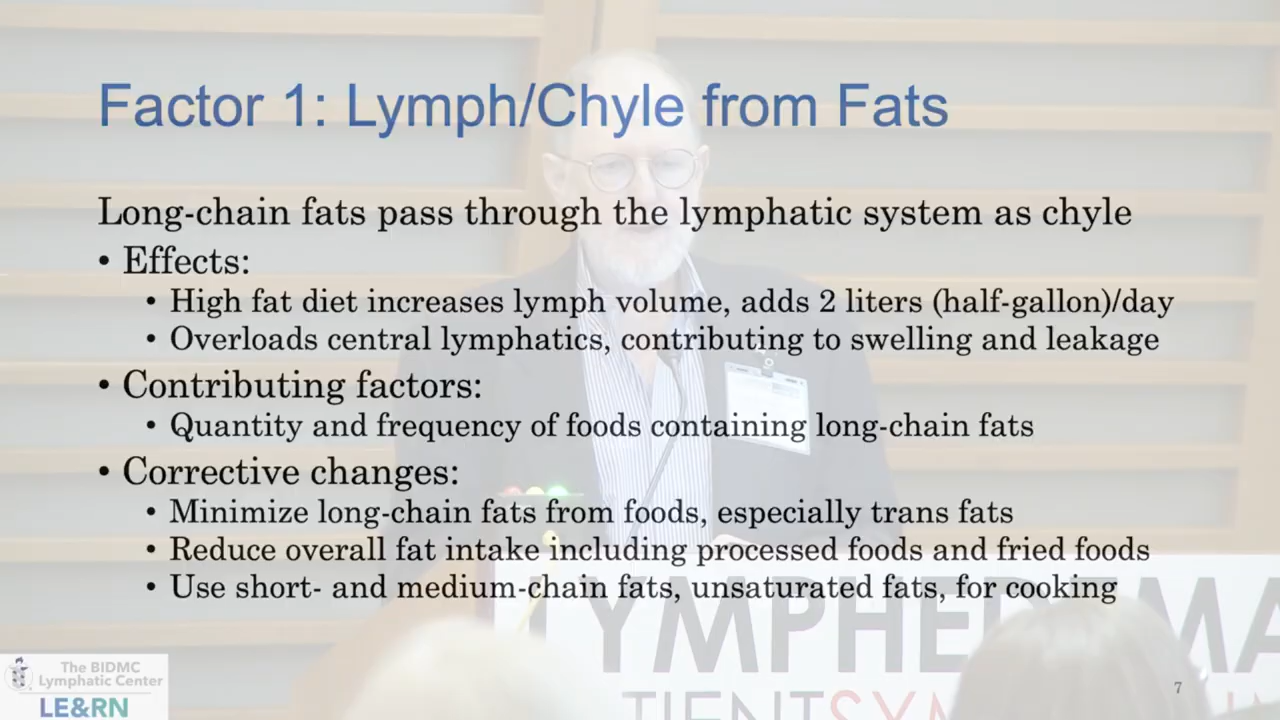 Factor 1: Lymph/Chyle from Fats
Long-chain fats pass through the lymphatic system as chyle
• Effects:
• High fat diet increases lymph volume, adds 2 liters (half-gallon)/day
• Overloads central lymphatics, contributing to swelling and leakage
• Contributing factors:
• Quantity and frequency of foods containing long-chain fats
• Corrective changes:
• Minimize long-chain fats from foods, especially trans fats
• Reduce overall fat intake including processed foods and fried foods
• Use short- and medium-chain fats, unsaturated fats, for cooking
The BIDMC
Lymphatic Center
LE&RN
7